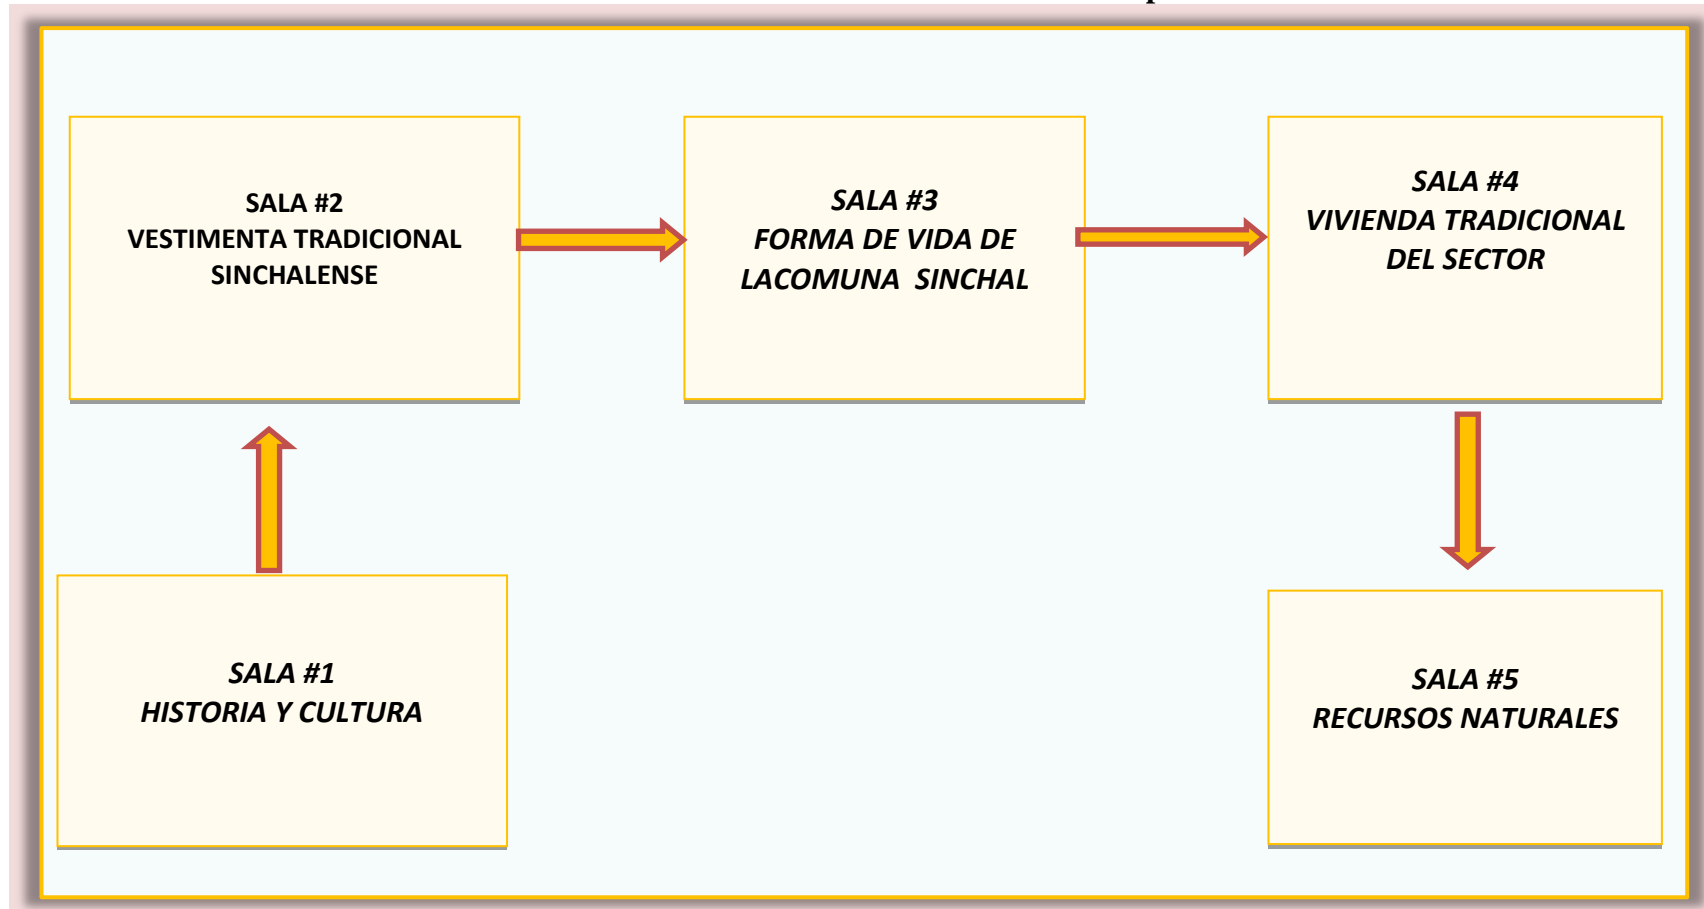 SALA #2
VESTIMENTA TRADICIONAL
SINCHALENSE
SALA #3
FORMA DE VIDA DE
LACOMUNA  SINCHAL
SALA #4
VIVIENDA TRADICIONAL
DEL SECTOR
SALA #1
HISTORIA Y CULTURA
SALA #5
RECURSOS NATURALES